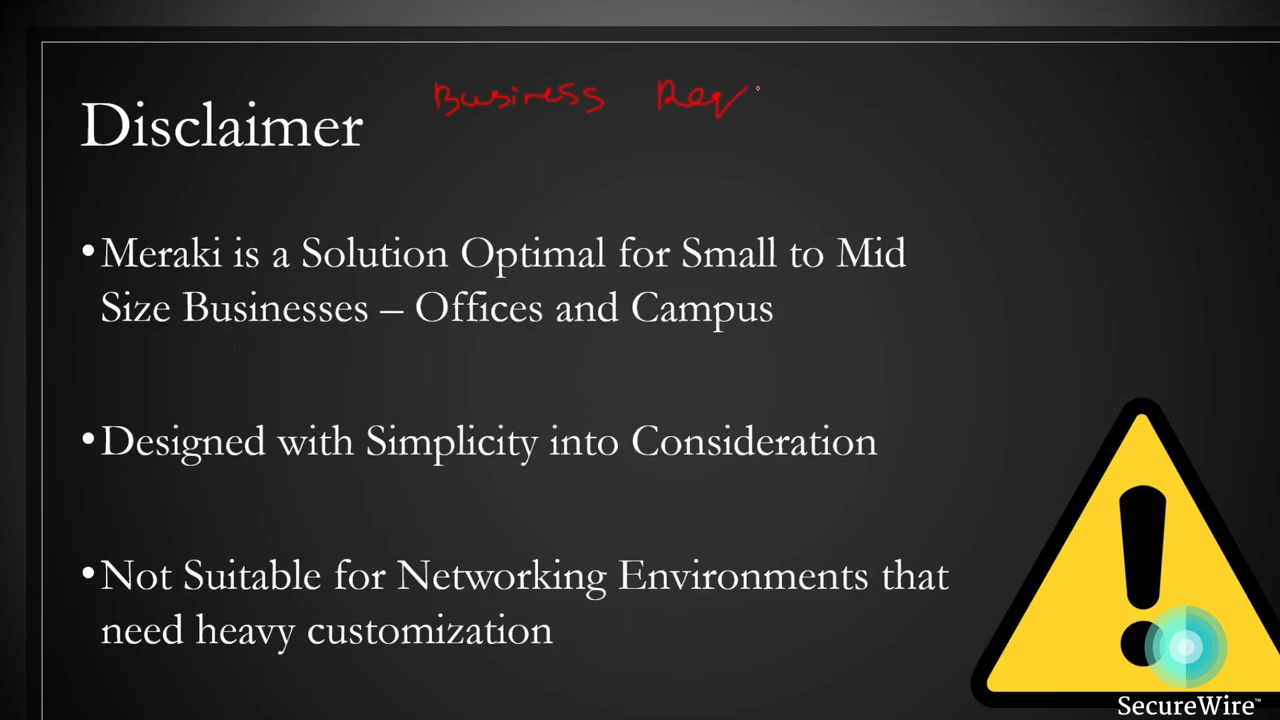 Business Req
Disclaimer
•Meraki is a Solution Optimal for Small to Mid
Size Businesses – Offices and Campus
•Designed with Simplicity into Consideration
•Not Suitable for Networking Environments that
need heavy customization
SecureWire™